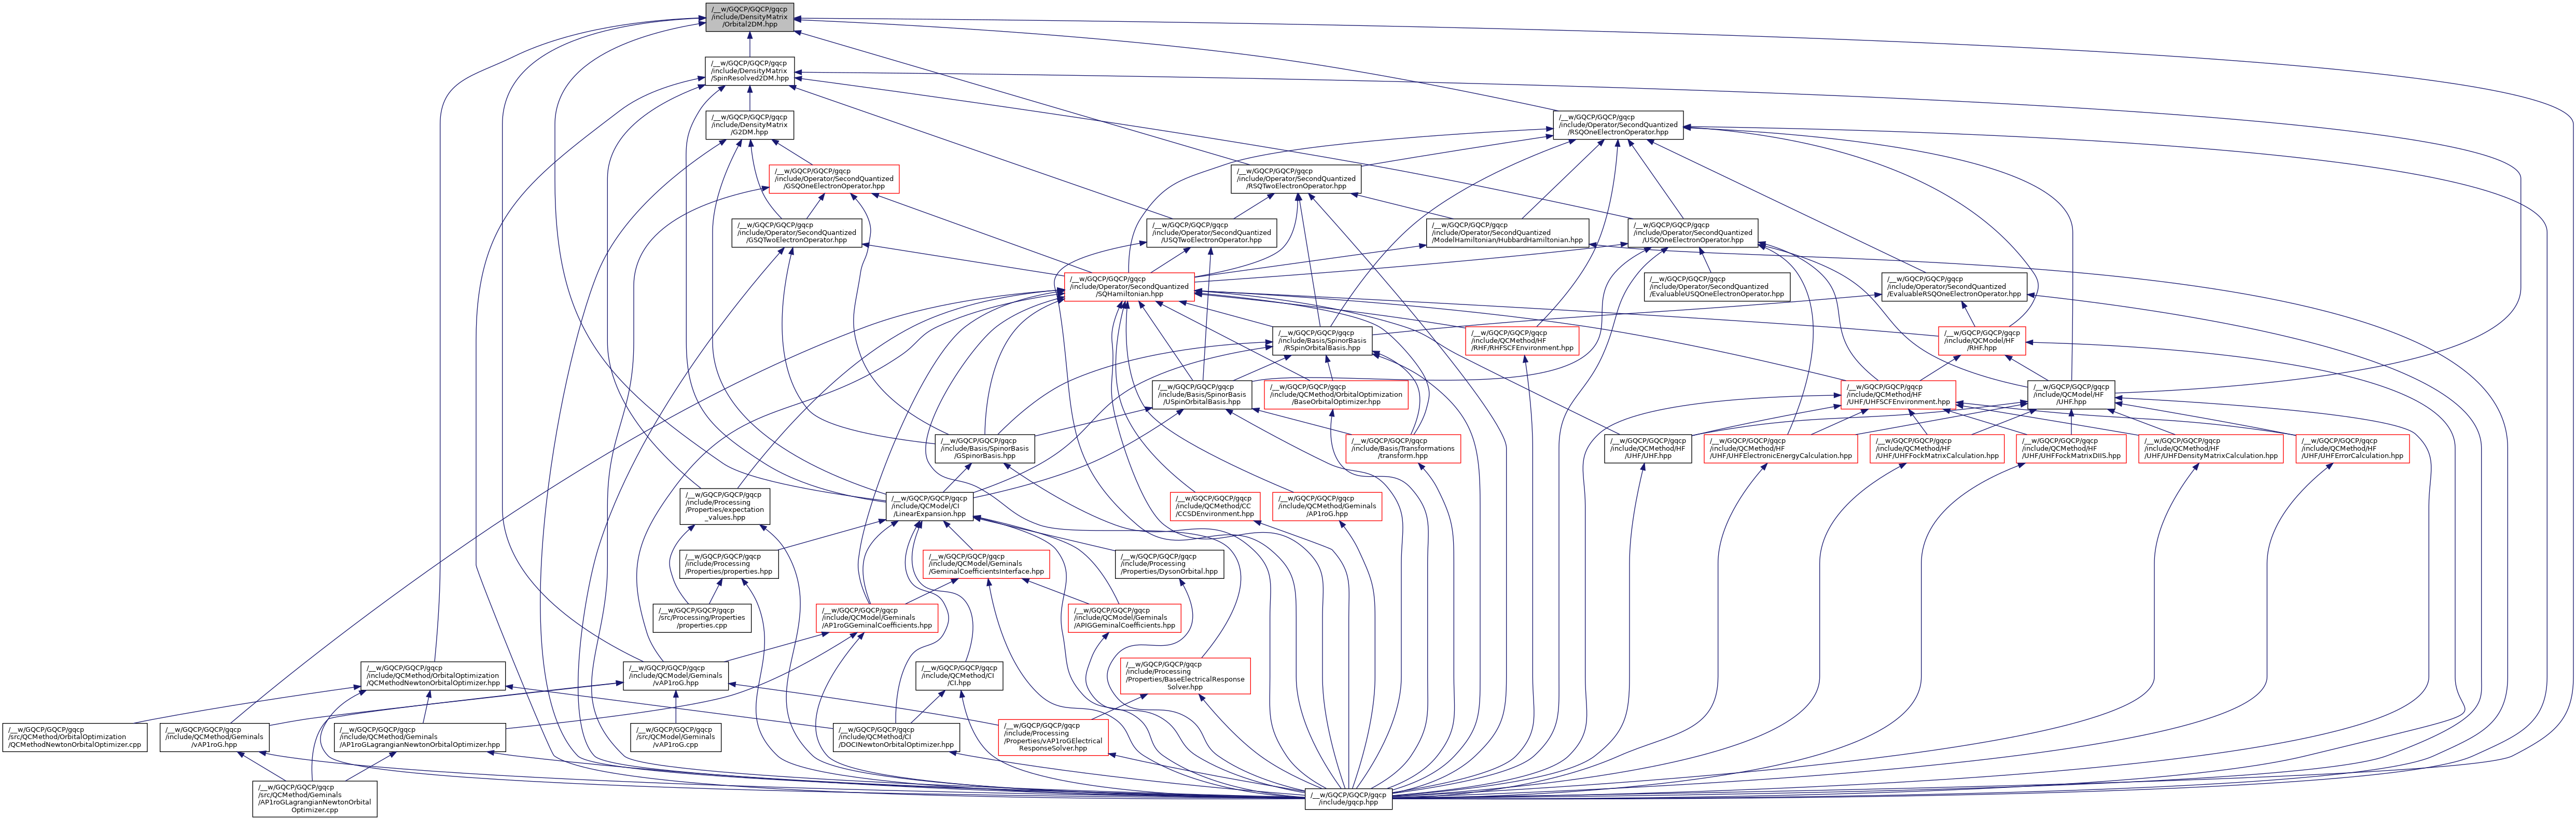 /__w/GQCP/GQCP/gqcp
/include/DensityMatrix
/Orbital2DM.hpp
/__w/GQCP/GQCP/gqcp
/include/DensityMatrix
/SpinResolved2DM.hpp
/__w/GQCP/GQCP/gqcp
/include/DensityMatrix
/G2DM.hpp
/__w/GQCP/GQCP/gqcp
/include/Operator/SecondQuantized
/RSQOneElectronOperator.hpp
/__w/GQCP/GQCP/gqcp
/include/Operator/SecondQuantized
/GSQOneElectronOperator.hpp
/__w/GQCP/GQCP/gqcp
/include/Operator/SecondQuantized
/RSQTwoElectronOperator.hpp
/__w/GQCP/GQCP/gqcp
/include/Operator/SecondQuantized
/GSQTwoElectronOperator.hpp
/__w/GQCP/GQCP/gqcp
/include/Operator/SecondQuantized
/USQTwoElectronOperator.hpp
/__w/GQCP/GQCP/gqcp
/include/Operator/SecondQuantized
/ModelHamiltonian/HubbardHamiltonian.hpp
/__w/GQCP/GQCP/gqcp
/include/Operator/SecondQuantized
/USQOneElectronOperator.hpp
/__w/GQCP/GQCP/gqcp
/include/Operator/SecondQuantized
/SQHamiltonian.hpp
/__w/GQCP/GQCP/gqcp
/include/Operator/SecondQuantized
/EvaluableUSQOneElectronOperator.hpp
/__w/GQCP/GQCP/gqcp
/include/Operator/SecondQuantized
/EvaluableRSQOneElectronOperator.hpp
/__w/GQCP/GQCP/gqcp
/include/Basis/SpinorBasis
/RSpinOrbitalBasis.hpp
/__w/GQCP/GQCP/gqcp
/include/QCMethod/HF
/RHF/RHFSCFEnvironment.hpp
/__w/GQCP/GQCP/gqcp
/include/QCModel/HF
/RHF.hpp
/__w/GQCP/GQCP/gqcp
/include/Basis/SpinorBasis
/USpinOrbitalBasis.hpp
/__w/GQCP/GQCP/gqcp
/include/QCMethod/OrbitalOptimization
/BaseOrbitalOptimizer.hpp
/__w/GQCP/GQCP/gqcp
/include/QCMethod/HF
/UHF/UHFSCFEnvironment.hpp
/__w/GQCP/GQCP/gqcp
/include/QCModel/HF
/UHF.hpp
/__w/GQCP/GQCP/gqcp
/include/Basis/SpinorBasis
/GSpinorBasis.hpp
/__w/GQCP/GQCP/gqcp
/include/Basis/Transformations
/transform.hpp
/__w/GQCP/GQCP/gqcp
/include/QCMethod/HF
/UHF/UHF.hpp
/__w/GQCP/GQCP/gqcp
/include/QCMethod/HF
/UHF/UHFElectronicEnergyCalculation.hpp
/__w/GQCP/GQCP/gqcp
/include/QCMethod/HF
/UHF/UHFFockMatrixCalculation.hpp
/__w/GQCP/GQCP/gqcp
/include/QCMethod/HF
/UHF/UHFFockMatrixDIIS.hpp
/__w/GQCP/GQCP/gqcp
/include/QCMethod/HF
/UHF/UHFDensityMatrixCalculation.hpp
/__w/GQCP/GQCP/gqcp
/include/QCMethod/HF
/UHF/UHFErrorCalculation.hpp
/__w/GQCP/GQCP/gqcp
/include/Processing
/Properties/expectation
_values.hpp
/__w/GQCP/GQCP/gqcp
/include/QCModel/CI
/LinearExpansion.hpp
/__w/GQCP/GQCP/gqcp
/include/QCMethod/CC
/CCSDEnvironment.hpp
/__w/GQCP/GQCP/gqcp
/include/QCMethod/Geminals
/AP1roG.hpp
/__w/GQCP/GQCP/gqcp
/include/Processing
/Properties/properties.hpp
/__w/GQCP/GQCP/gqcp
/include/QCModel/Geminals
/GeminalCoefficientsInterface.hpp
/__w/GQCP/GQCP/gqcp
/include/Processing
/Properties/DysonOrbital.hpp
/__w/GQCP/GQCP/gqcp
/src/Processing/Properties
/properties.cpp
/__w/GQCP/GQCP/gqcp
/include/QCModel/Geminals
/AP1roGGeminalCoefficients.hpp
/__w/GQCP/GQCP/gqcp
/include/QCModel/Geminals
/APIGGeminalCoefficients.hpp
/__w/GQCP/GQCP/gqcp
/include/QCMethod/OrbitalOptimization
/QCMethodNewtonOrbitalOptimizer.hpp
/__w/GQCP/GQCP/gqcp
/include/QCModel/Geminals
/vAP1roG.hpp
/__w/GQCP/GQCP/gqcp
/include/QCMethod/CI
/CI.hpp
/__w/GQCP/GQCP/gqcp
/include/Processing
/Properties/BaseElectricalResponse
Solver.hpp
/__w/GQCP/GQCP/gqcp
/src/QCMethod/OrbitalOptimization
/QCMethodNewtonOrbitalOptimizer.cpp
/__w/GQCP/GQCP/gqcp
/include/QCMethod/Geminals
/vAP1roG.hpp
/__w/GQCP/GQCP/gqcp
/include/QCMethod/Geminals
/AP1roGLagrangianNewtonOrbitalOptimizer.hpp
/__w/GQCP/GQCP/gqcp
/src/QCModel/Geminals
/vAP1roG.cpp
/__w/GQCP/GQCP/gqcp
/include/QCMethod/CI
/DOCINewtonOrbitalOptimizer.hpp
/__w/GQCP/GQCP/gqcp
/include/Processing
/Properties/vAP1roGElectrical
ResponseSolver.hpp
/__w/GQCP/GQCP/gqcp
/src/QCMethod/Geminals
/AP1roGLagrangianNewtonOrbital
Optimizer.cpp
/__w/GQCP/GQCP/gqcp
/include/gqcp.hpp